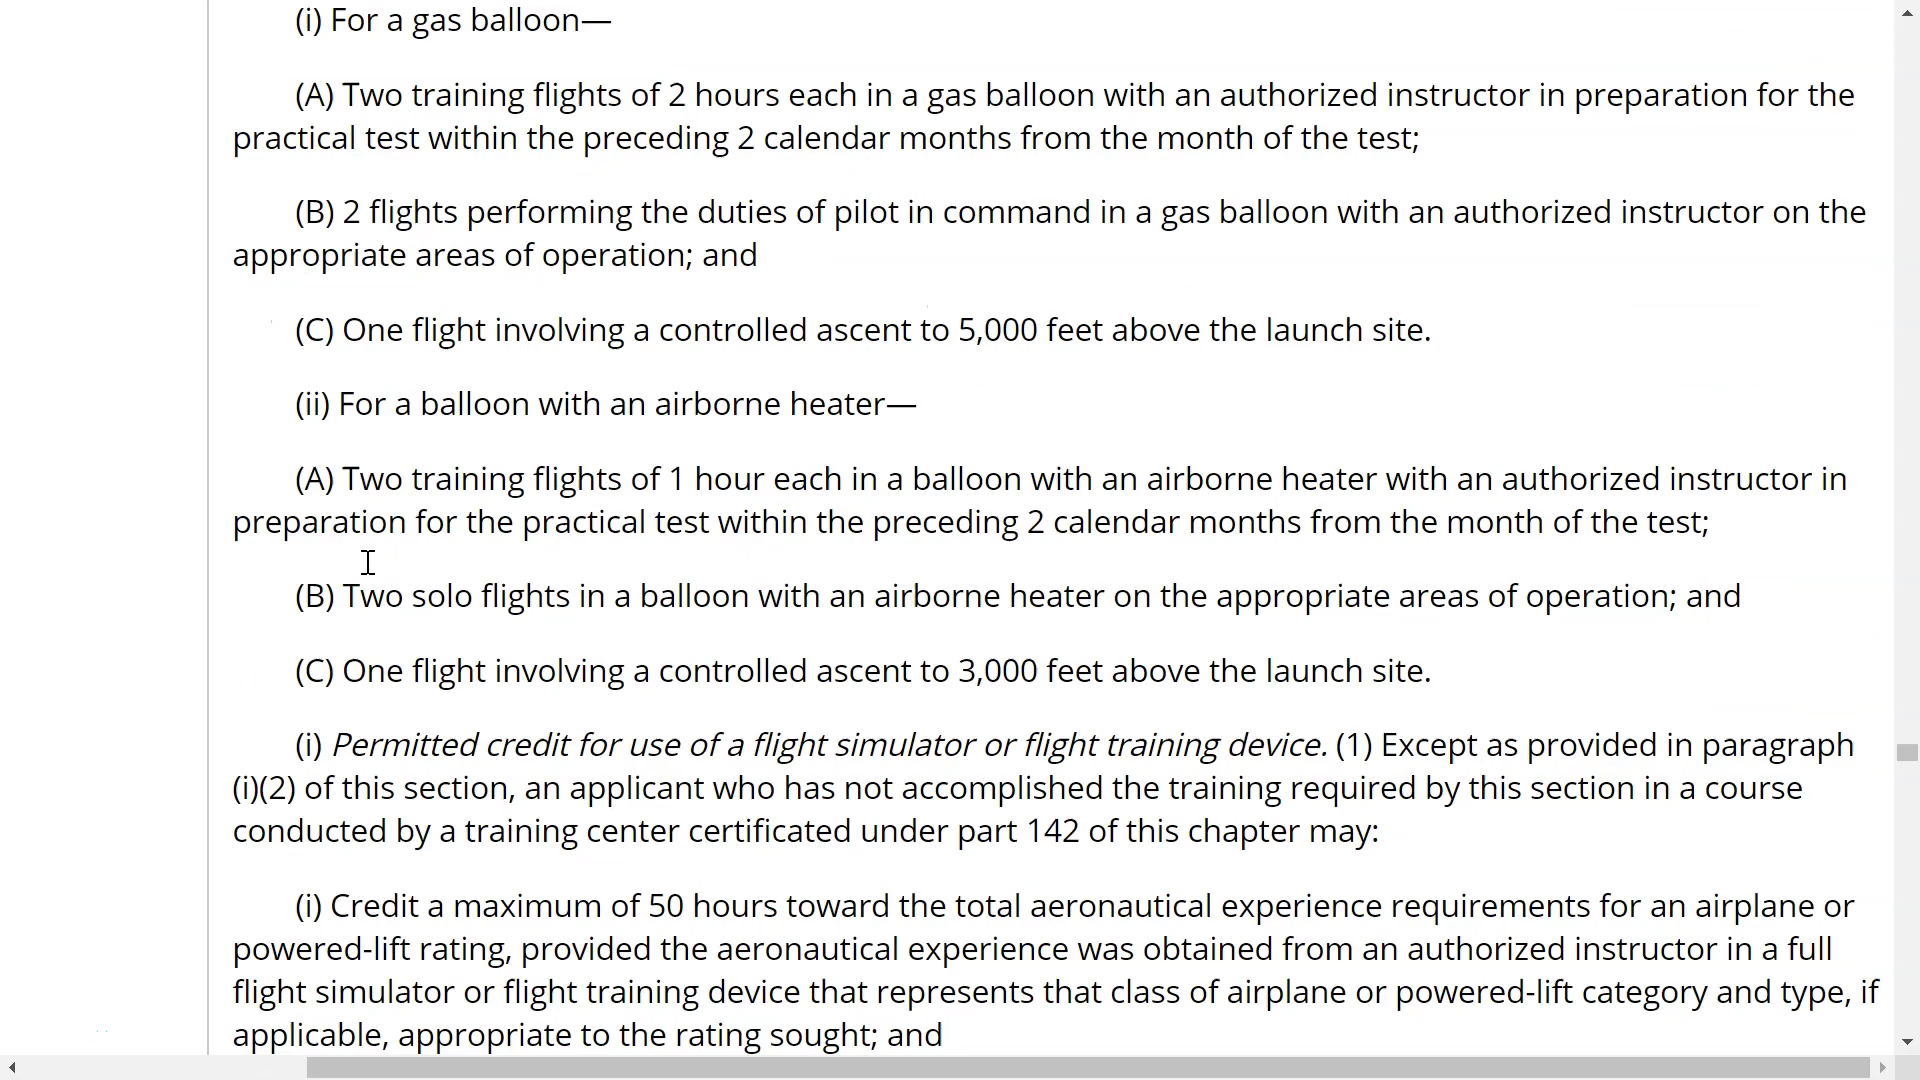 (i) For a gas balloon—
(A) Two training flights of 2 hours each in a gas balloon with an authorized instructor in preparation for the
practical test within the preceding 2 calendar months from the month of the test;
(B) 2 flights performing the duties of pilot in command in a gas balloon with an authorized instructor on the
appropriate areas of operation; and
(C) One flight involving a controlled ascent to 5,000 feet above the launch site.
(ii) For a balloon with an airborne heater—
(A) Two training flights of 1 hour each in a balloon with an airborne heater with an authorized instructor in
preparation for the practical test within the preceding 2 calendar months from the month of the test;
(B) Two solo flights in a balloon with an airborne heater on the appropriate areas of operation; and
(C) One flight involving a controlled ascent to 3,000 feet above the launch site.
(i) Permitted credit for use of a flight simulator or flight training device. (1) Except as provided in paragraph
(i)(2) of this section, an applicant who has not accomplished the training required by this section in a course
conducted by a training center certificated under part 142 of this chapter may:
(i) Credit a maximum of 50 hours toward the total aeronautical experience requirements for an airplane or
powered-lift rating, provided the aeronautical experience was obtained from an authorized instructor in a full
flight simulator or flight training device that represents that class of airplane or powered-lift category and type, if
applicable, appropriate to the rating sought; and